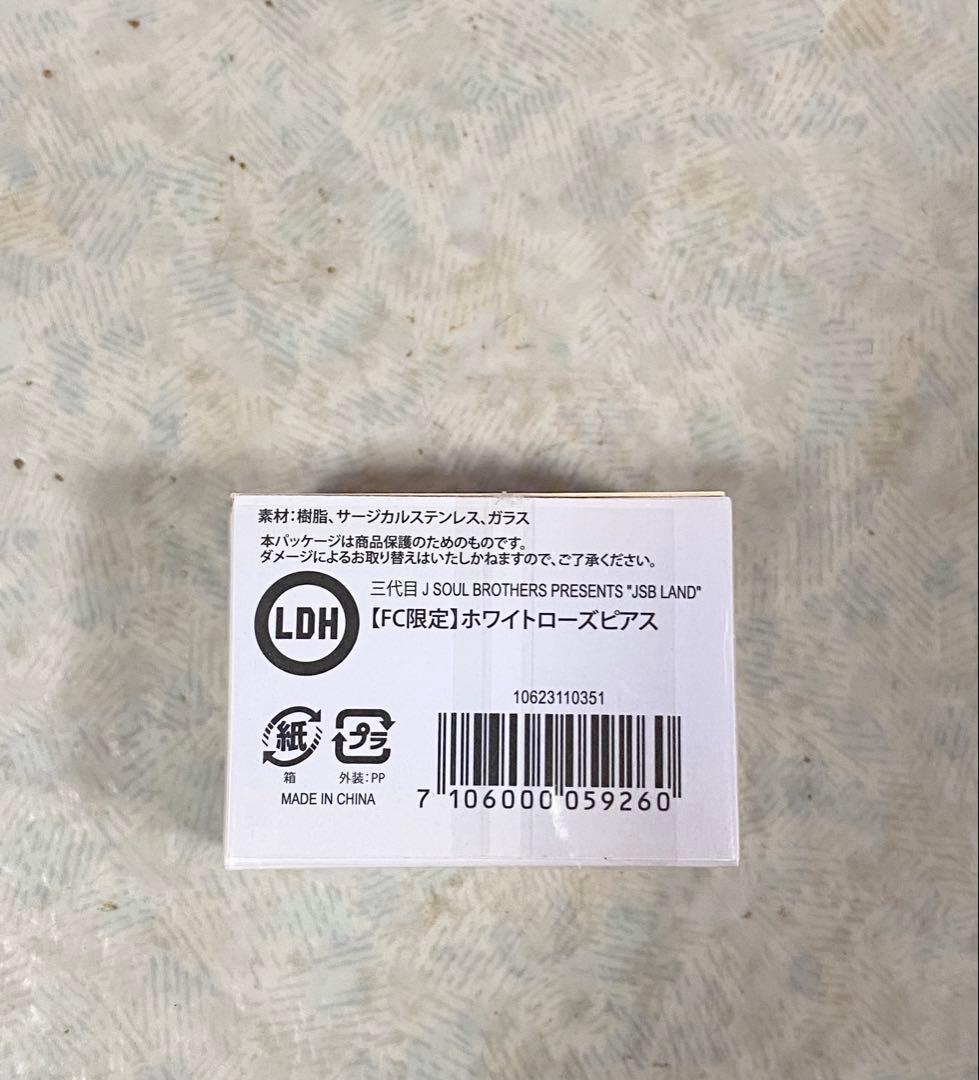 素材：樹脂、サージカルステンレス、ガラス
本パッケージは商品保護のためのものです。
ダメージによるお取り替えはいたしかねますので、ご了承ください。
LDH
三代目 J SOUL BROTHERS PRESENTS "JSB LAND"
【FC限定】ホワイトローズピアス
10623110351
紙
プラ
箱
外装：PP
MADE IN CHINA
7 106000 059260